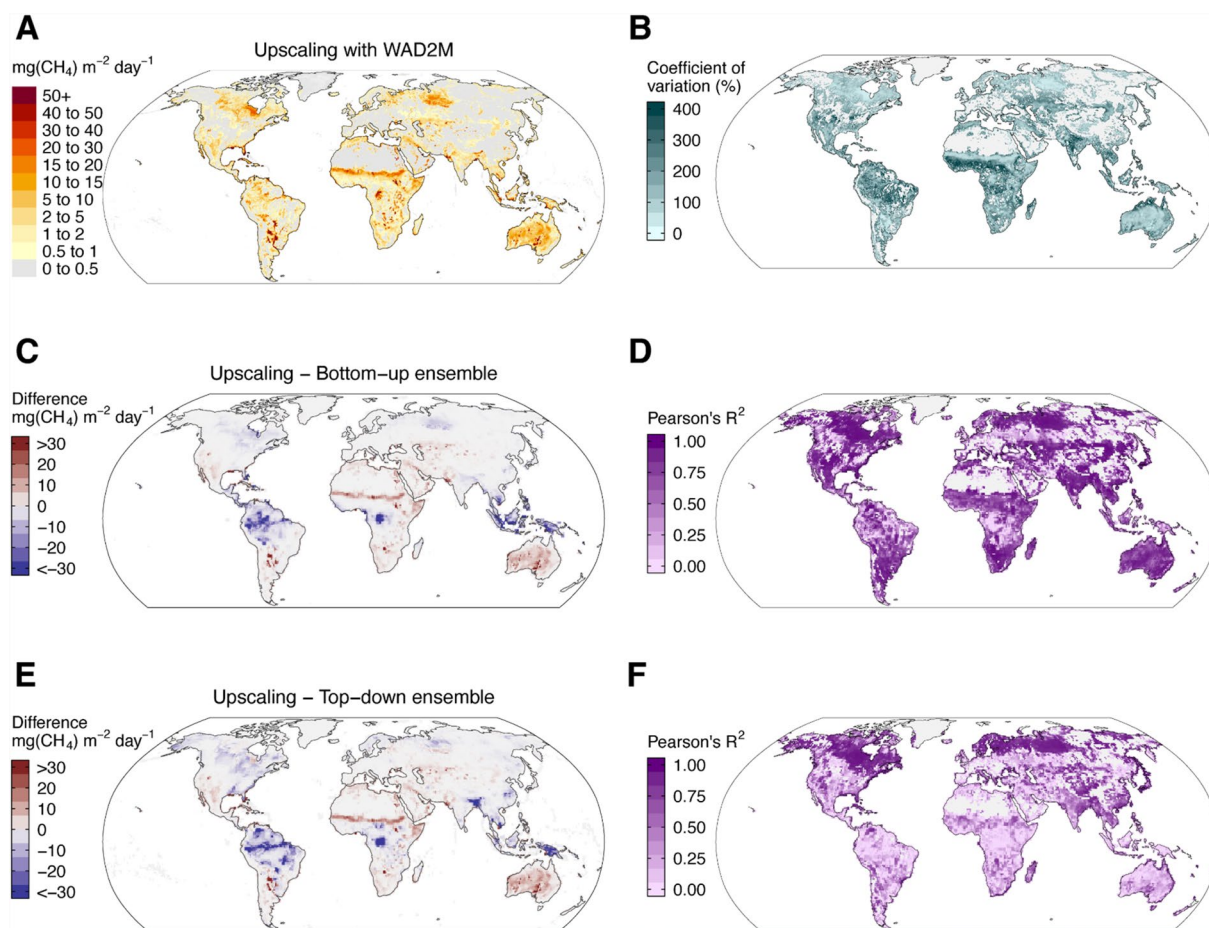 A
Upscaling with WAD2M
mg(CH₄) m⁻² day⁻¹
50+
40 to 50
30 to 40
20 to 30
15 to 20
10 to 15
5 to 10
2 to 5
1 to 2
0.5 to 1
0 to 0.5
B
Coefficient of
variation (%)
400
300
200
100
0
C
Upscaling − Bottom−up ensemble
Difference
mg(CH₄) m⁻² day⁻¹
>30
20
10
0
−10
−20
<−30
D
Pearson's R²
1.00
0.75
0.50
0.25
0.00
E
Upscaling − Top−down ensemble
Difference
mg(CH₄) m⁻² day⁻¹
>30
20
10
0
−10
−20
<−30
F
Pearson's R²
1.00
0.75
0.50
0.25
0.00